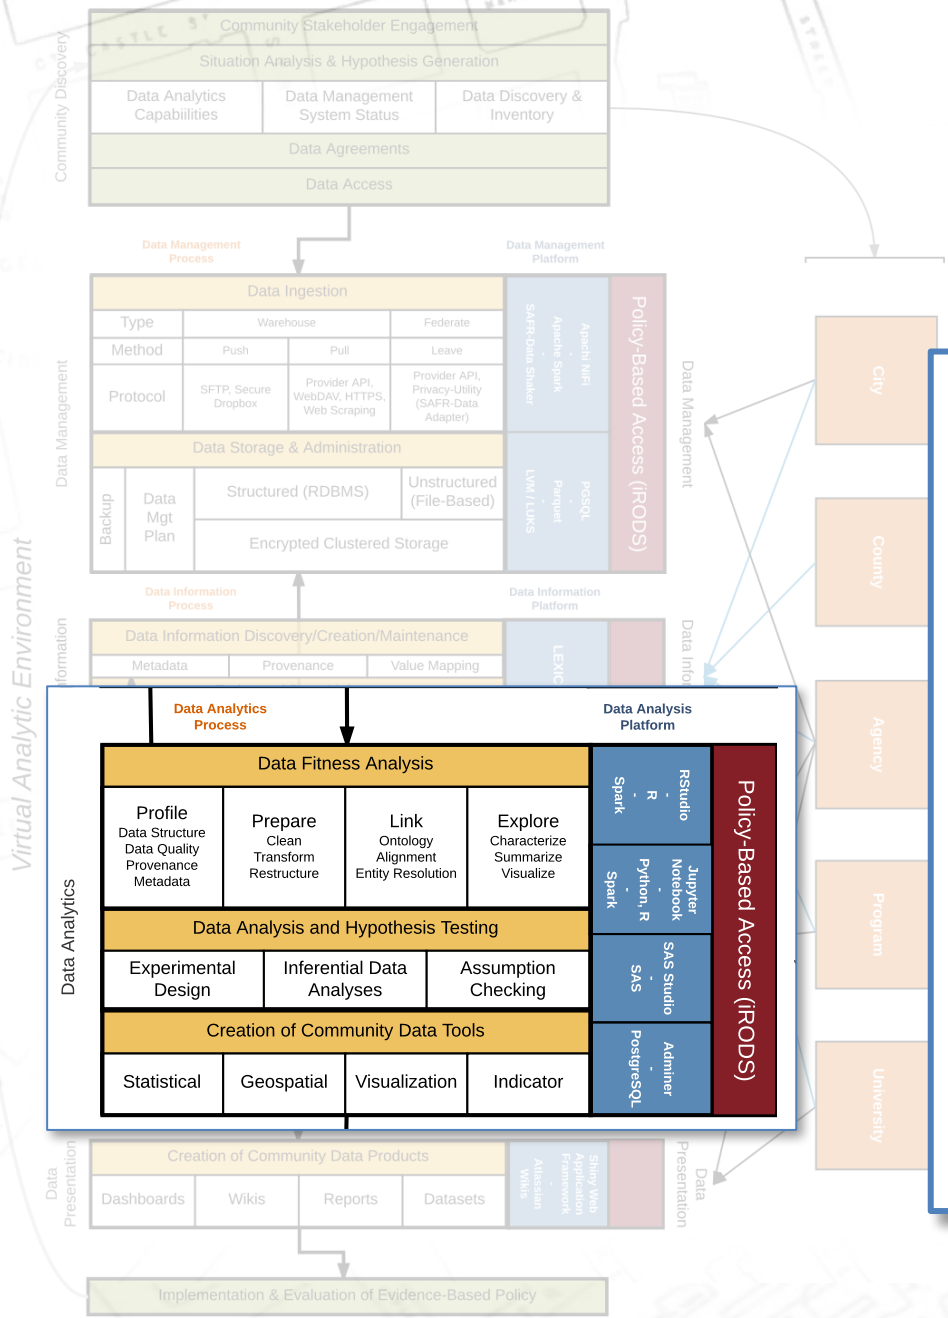 CASTLE ST
STREET
Community Stakeholder Engagement
Situation Analysis & Hypothesis Generation
Data Analytics
Capabiilities
Data Management
System Status
Data Discovery &
Inventory
Data Agreements
Data Access
Community Discovery
Data Management
Process
Data Management
Platform
Data Ingestion
Type
Warehouse
Federate
Method
Push
Pull
Leave
Protocol
SFTP, Secure
Dropbox
Provider API,
WebDAV, HTTPS,
Web Scraping
Provider API,
Privacy-Utility
(SAFR-Data
Adapter)
Data Storage & Administration
Backup
Data
Mgt
Plan
Structured (RDBMS)
Unstructured
(File-Based)
Encrypted Clustered Storage
Apachi NiFi
-
Apache Spark
-
SAFR-Data Shaker
PGSQL
-
Parquet
-
LVM / LUKS
Policy-Based Access (iRODS)
Data Management
Data Management
City
County
Agency
Program
University
Virtual Analytic Environment
Data Information
Process
Data Information
Platform
Data Information Discovery/Creation/Maintenance
Metadata
Provenance
Value Mapping
LEXIC
formation
Data Infor
Data Analytics
Process
Data Analysis
Platform
Data Analytics
Data Fitness Analysis
Profile
Data Structure
Data Quality
Provenance
Metadata
Prepare
Clean
Transform
Restructure
Link
Ontology
Alignment
Entity Resolution
Explore
Characterize
Summarize
Visualize
Data Analysis and Hypothesis Testing
Experimental
Design
Inferential Data
Analyses
Assumption
Checking
Creation of Community Data Tools
Statistical
Geospatial
Visualization
Indicator
RStudio
-
R
-
Spark
Jupyter
Notebook
-
Python, R
-
Spark
SAS Studio
-
SAS
Adminer
-
PostgreSQL
Policy-Based Access (iRODS)
Data
Presentation
Creation of Community Data Products
Dashboards
Wikis
Reports
Datasets
Shiny Web
Application
Framework
-
Atlassian
Wikis
Data
Presentation
Implementation & Evaluation of Evidence-Based Policy